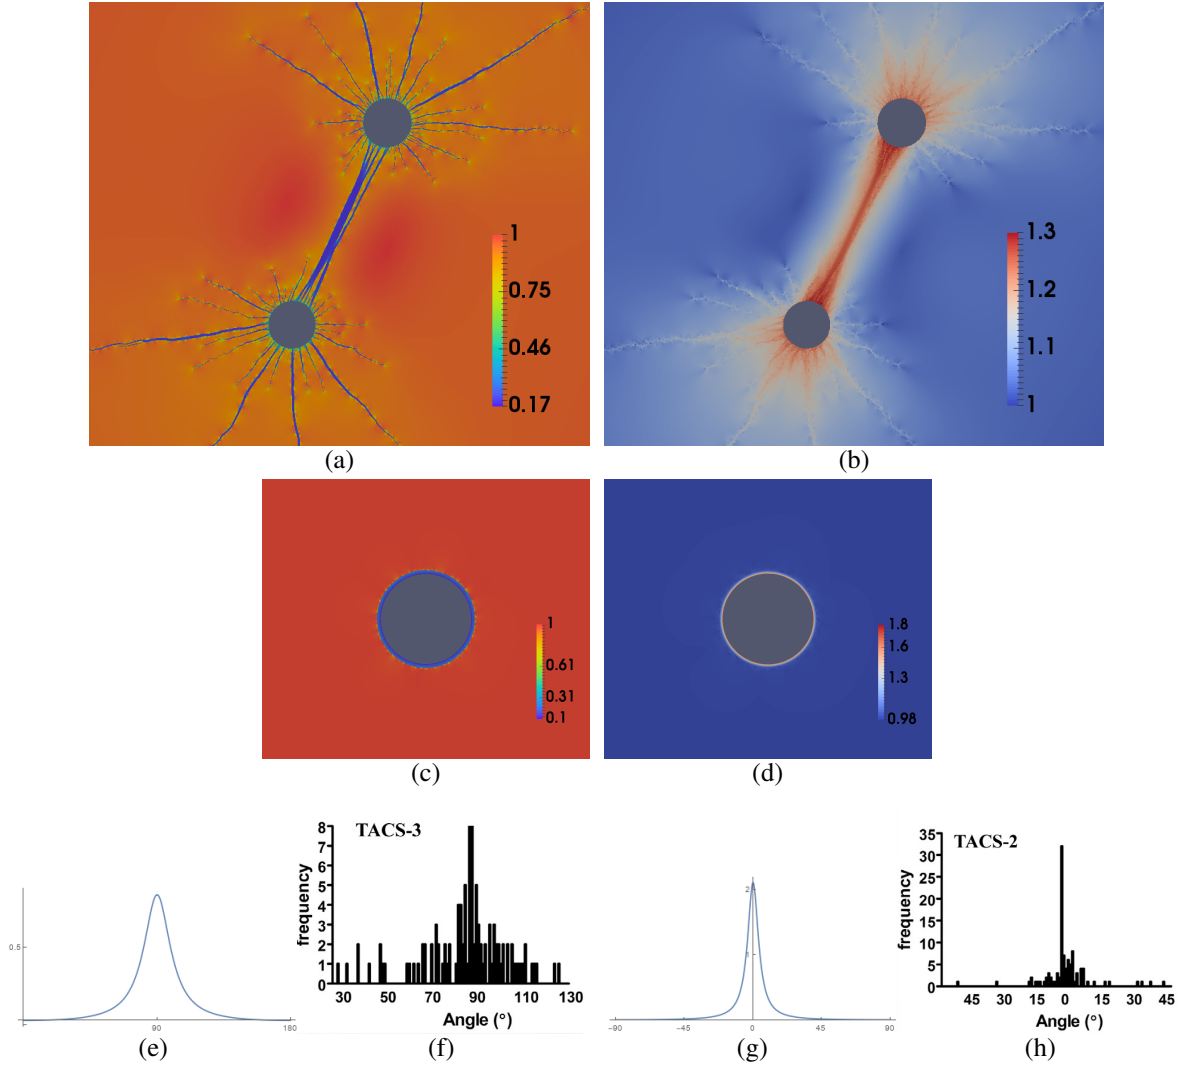 1
0.75
0.46
0.17
1.3
1.2
1.1
1
(a)
(b)
1
0.61
0.31
0.1
1.8
1.6
1.3
0.98
(c)
(d)
0.5
90
180
(e)
TACS-3
frequency
8
7
6
5
4
3
2
1
0
30 50 70 90 110 130
Angle (°)
(f)
2
1
−90 −45 0 45 90
(g)
TACS-2
frequency
35
30
25
20
15
10
5
0
45 30 15 0 15 30 45
Angle (°)
(h)